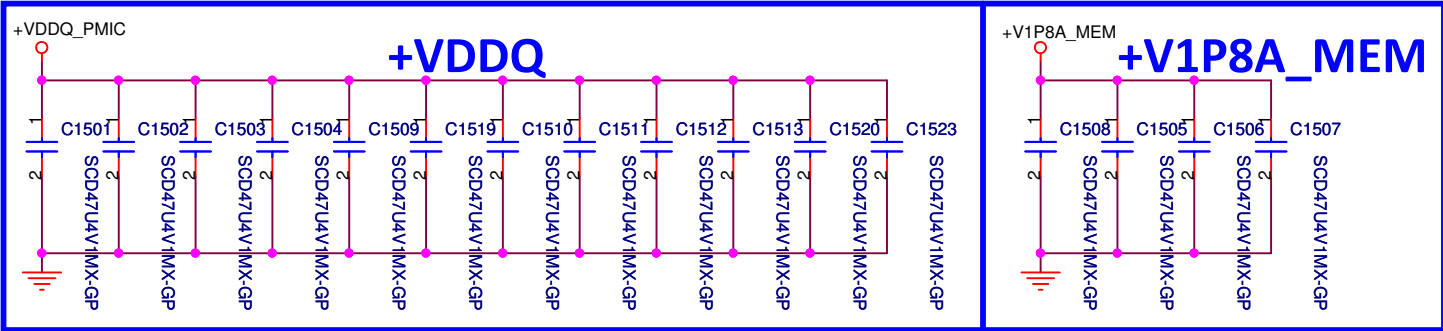 +VDDQ_PMIC
+VDDQ
1 C1501 1 C1502 1 C1503 1 C1504 1 C1509 1 C1519 1 C1510 1 C1511 1 C1512 1 C1513 1 C1520 1 C1523
2 2 2 2 2 2 2 2 2 2 2 2
SCD47U4V1MX-GP
SCD47U4V1MX-GP
SCD47U4V1MX-GP
SCD47U4V1MX-GP
SCD47U4V1MX-GP
SCD47U4V1MX-GP
SCD47U4V1MX-GP
SCD47U4V1MX-GP
SCD47U4V1MX-GP
SCD47U4V1MX-GP
SCD47U4V1MX-GP
SCD47U4V1MX-GP
+V1P8A_MEM
+V1P8A_MEM
1 C1508 1 C1505 1 C1506 1 C1507
2 2 2 2
SCD47U4V1MX-GP
SCD47U4V1MX-GP
SCD47U4V1MX-GP
SCD47U4V1MX-GP